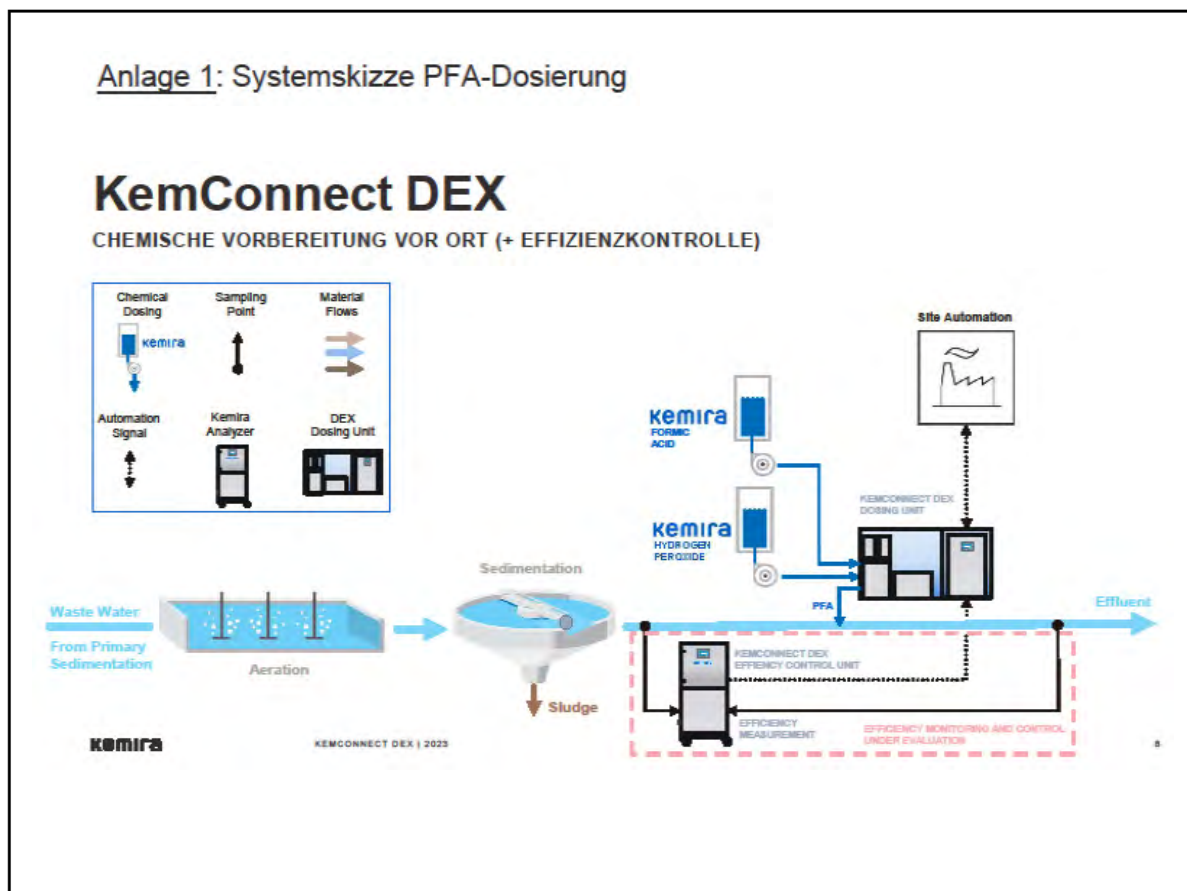 Anlage 1: Systemskizze PFA-Dosierung
KemConnect DEX
CHEMISCHE VORBEREITUNG VOR ORT (+ EFFIZIENZKONTROLLE)
Chemical
Dosing
Sampling
Point
Material
Flows
kemira
Automation
Signal
Kemira
Analyzer
DEX
Dosing Unit
Site Automation
kemira
FORMIC
ACID
kemira
HYDROGEN
PEROXIDE
KEMCONNECT DEX
DOSING UNIT
PFA
Sedimentation
Waste Water
From Primary
Sedimentation
Aeration
Sludge
Effluent
KEMCONNECT DEX
EFFIENCY CONTROL UNIT
EFFICIENCY
MEASUREMENT
EFFICIENCY MONITORING AND CONTROL
UNDER EVALUATION
kemira
KEMCONNECT DEX | 2023